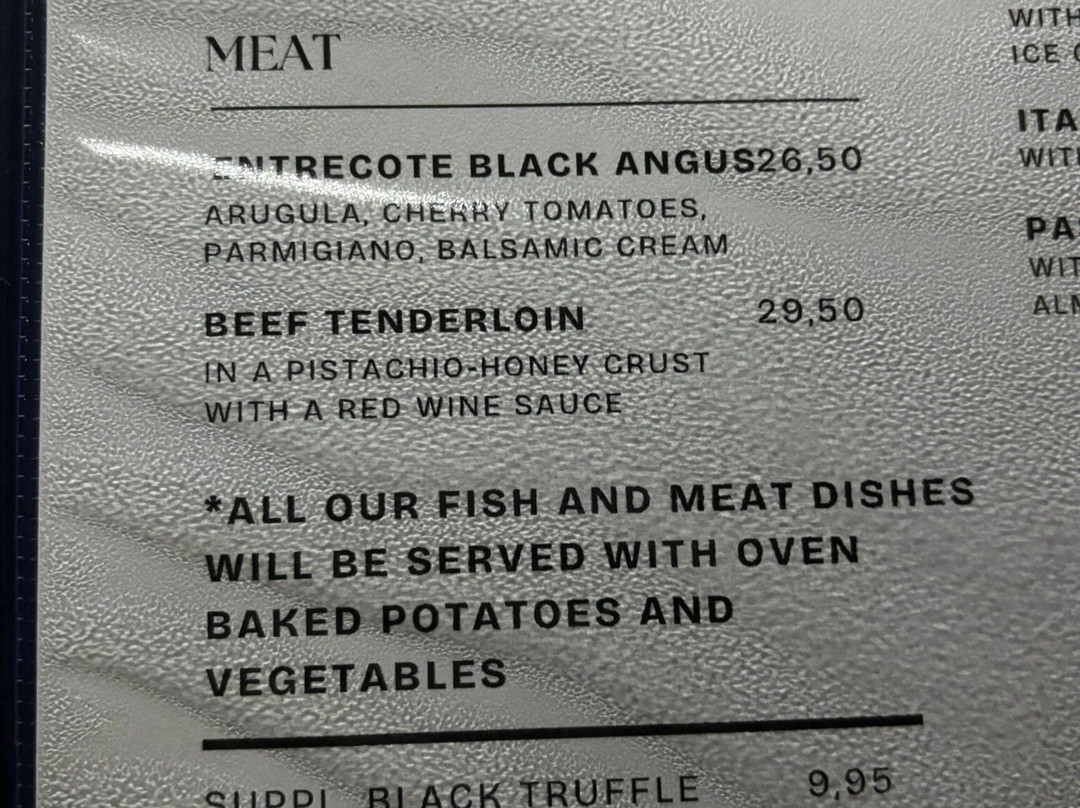 MEAT
ENTRECOTE BLACK ANGUS26,50
ARUGULA, CHERRY TOMATOES,
PARMIGIANO, BALSAMIC CREAM
BEEF TENDERLOIN 29,50
IN A PISTACHIO-HONEY CRUST
WITH A RED WINE SAUCE
*ALL OUR FISH AND MEAT DISHES
WILL BE SERVED WITH OVEN
BAKED POTATOES AND
VEGETABLES
SUPPL. BLACK TRUFFLE 9,95
WITH
ICE
ITA
WIT
PA
WIT
ALM